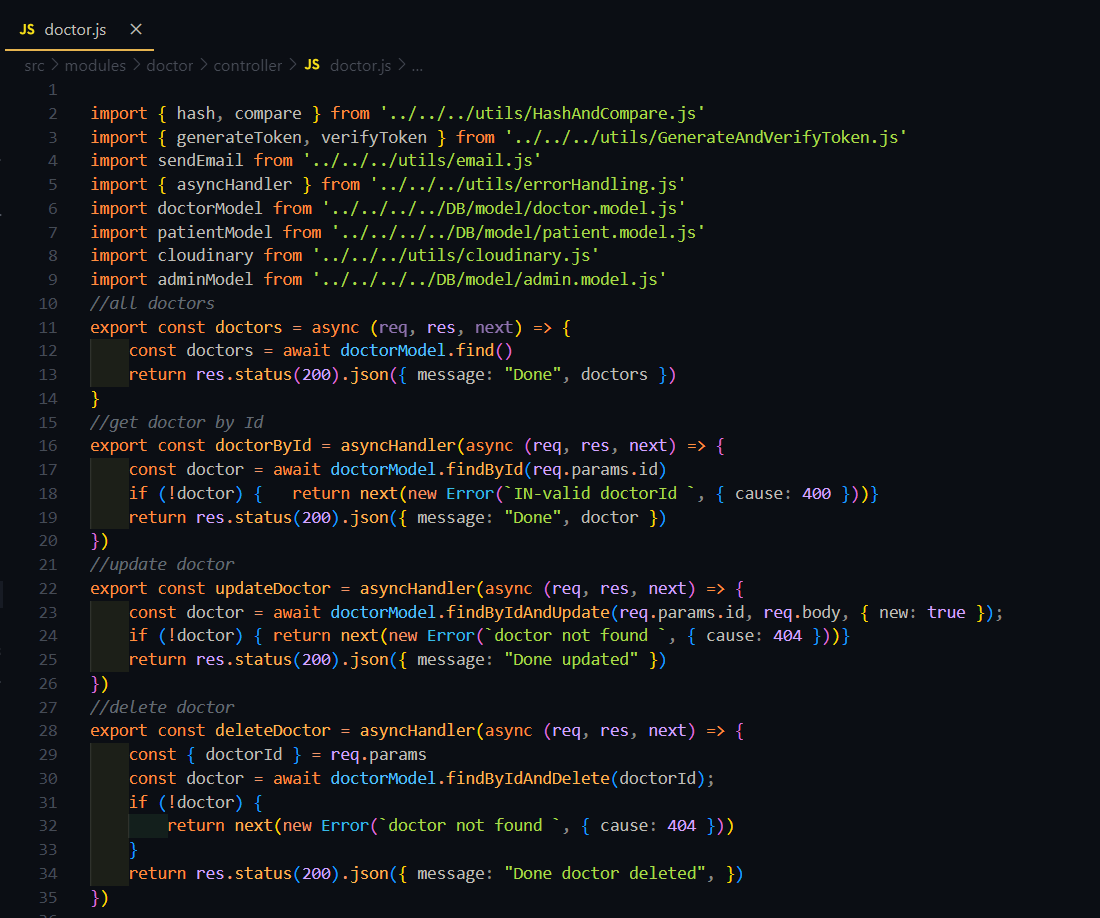 JS doctor.js ×
src > modules > doctor > controller > JS doctor.js > ...
1
2 import { hash, compare } from '../../../utils/HashAndCompare.js'
3 import { generateToken, verifyToken } from '../../../utils/GenerateAndVerifyToken.js'
4 import sendEmail from '../../../utils/email.js'
5 import { asyncHandler } from '../../../utils/errorHandling.js'
6 import doctorModel from '../../../../DB/model/doctor.model.js'
7 import patientModel from '../../../../DB/model/patient.model.js'
8 import cloudinary from '../../../utils/cloudinary.js'
9 import adminModel from '../../../../DB/model/admin.model.js'
10 //all doctors
11 export const doctors = async (req, res, next) => {
12     const doctors = await doctorModel.find()
13     return res.status(200).json({ message: "Done", doctors })
14 }
15 //get doctor by Id
16 export const doctorById = asyncHandler(async (req, res, next) => {
17     const doctor = await doctorModel.findById(req.params.id)
18     if (!doctor) {   return next(new Error(`IN-valid doctorId `, { cause: 400 }))}
19     return res.status(200).json({ message: "Done", doctor })
20 })
21 //update doctor
22 export const updateDoctor = asyncHandler(async (req, res, next) => {
23     const doctor = await doctorModel.findByIdAndUpdate(req.params.id, req.body, { new: true });
24     if (!doctor) { return next(new Error(`doctor not found `, { cause: 404 }))}
25     return res.status(200).json({ message: "Done updated" })
26 })
27 //delete doctor
28 export const deleteDoctor = asyncHandler(async (req, res, next) => {
29     const { doctorId } = req.params
30     const doctor = await doctorModel.findByIdAndDelete(doctorId);
31     if (!doctor) {
32         return next(new Error(`doctor not found `, { cause: 404 }))
33     }
34     return res.status(200).json({ message: "Done doctor deleted", })
35 })